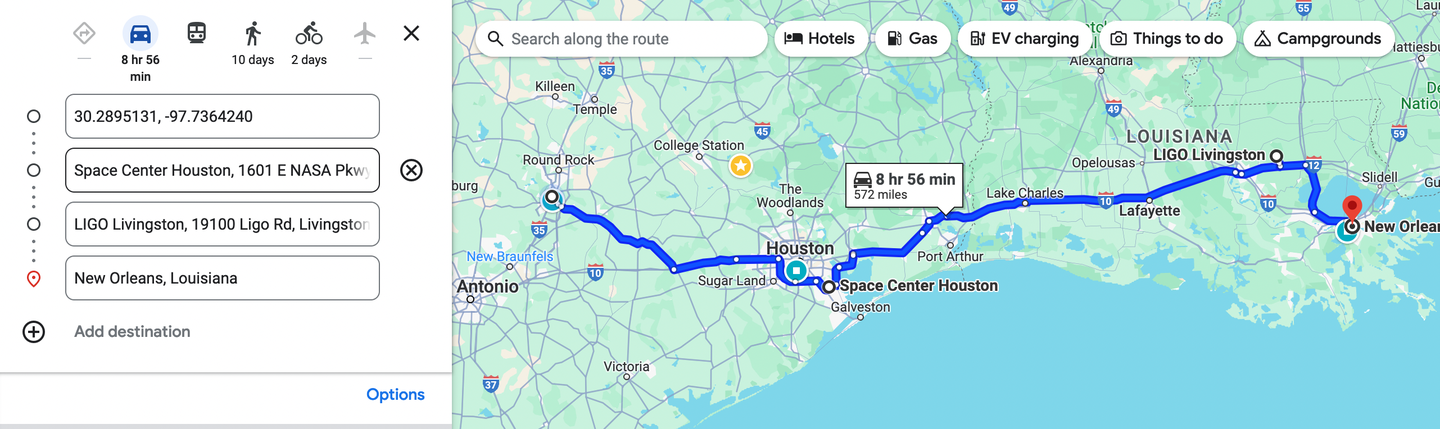 8 hr 56
min
10 days
2 days
30.2895131, -97.7364240
Space Center Houston, 1601 E NASA Pkwy
LIGO Livingston, 19100 Ligo Rd, Livingston
New Orleans, Louisiana
Add destination
Options
Search along the route
Hotels
Gas
EV charging
Things to do
Campgrounds
49
55
35
Killeen
Temple
Alexandria
45
49
College Station
Round Rock
burg
LOUISIANA
59
Opelousas
LIGO Livingston
12
8 hr 56 min
572 miles
The
Woodlands
Lake Charles
Slidell
10
Lafayette
10
35
New Braunfels
10
Houston
Port Arthur
New Orlean
Antonio
Sugar Land
Space Center Houston
Galveston
Victoria
37